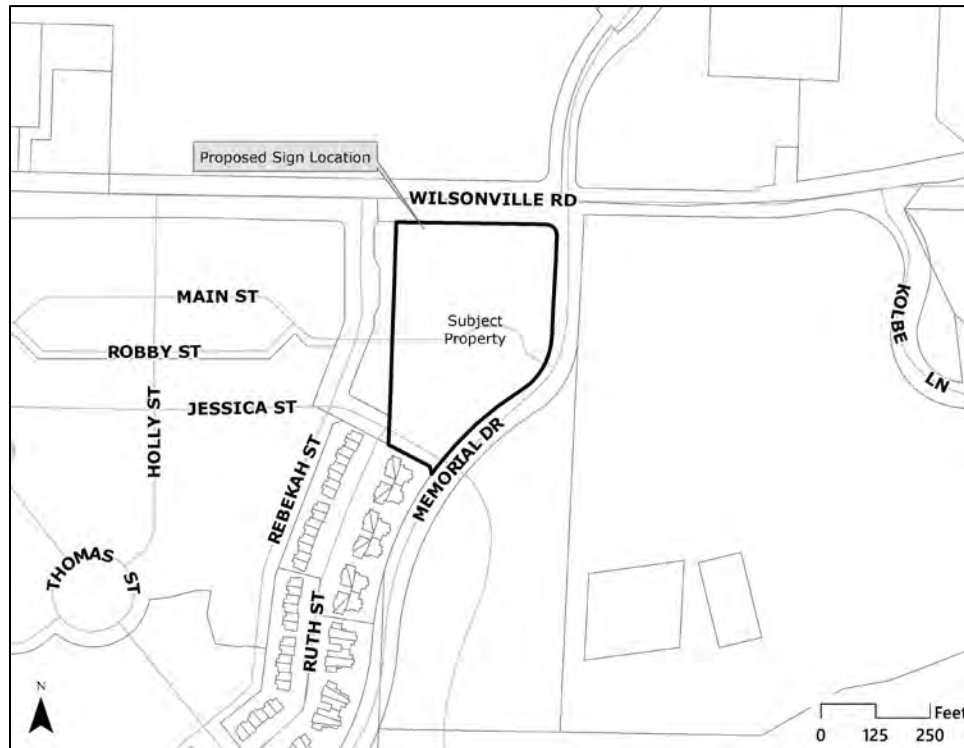 Proposed Sign Location
WILSONVILLE RD
MAIN ST
Subject
Property
ROBBY ST
KOLBE
LN
JESSICA ST
HOLLY ST
REBEKAH ST
MEMORIAL DR
THOMAS ST
RUTH ST
N
Feet
0 125 250